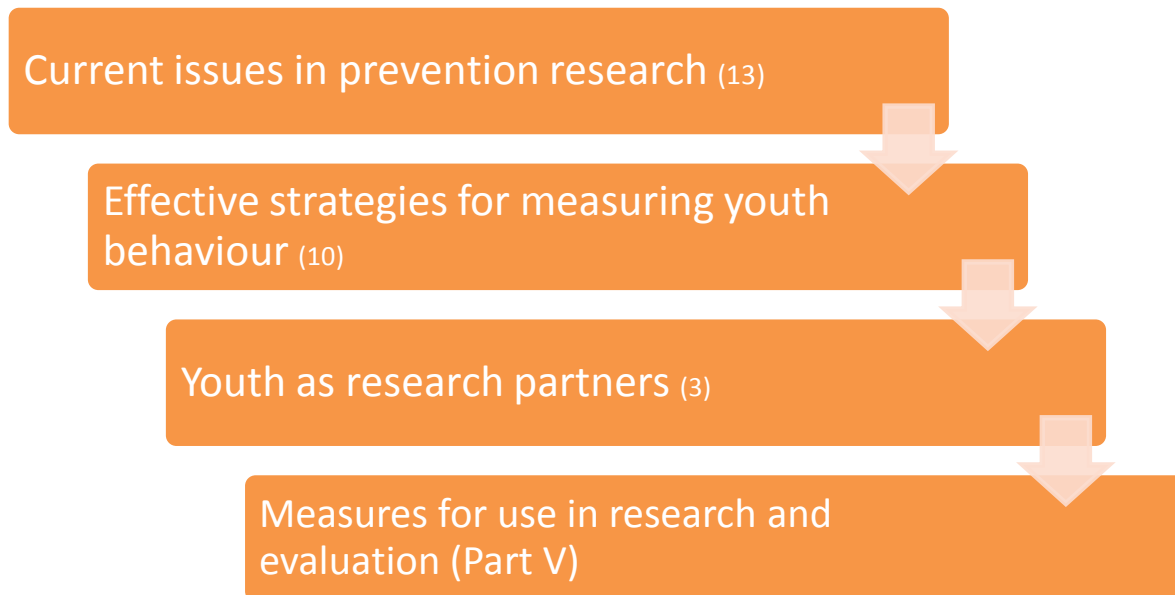 Current issues in prevention research (13)
Effective strategies for measuring youth
behaviour (10)
Youth as research partners (3)
Measures for use in research and
evaluation (Part V)